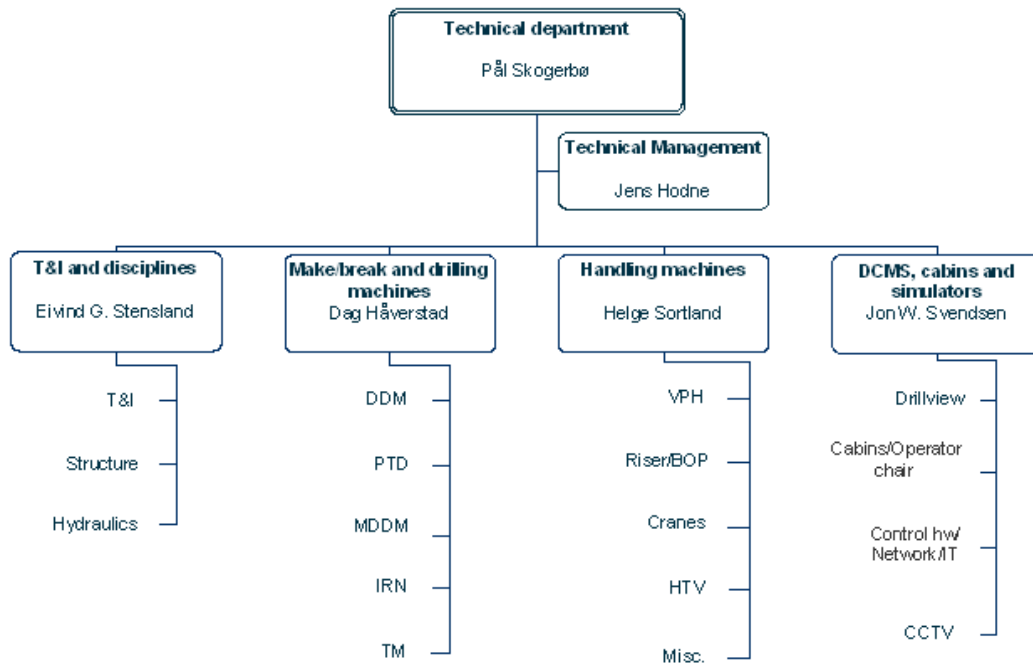 Technical department
Pål Skogerbø
Technical Management
Jens Hodne
T&I and disciplines
Eivind G. Stensland
Make/break and drilling
machines
Dag Håverstad
Handling machines
Helge Sortland
DCMS, cabins and
simulators
Jon W. Svendsen
T&I
Structure
Hydraulics
DDM
PTD
MDDM
IRN
TM
VPH
Riser/BOP
Cranes
HTV
Misc.
Drillview
Cabins/Operator
chair
Control hw/
Network/IT
CCTV